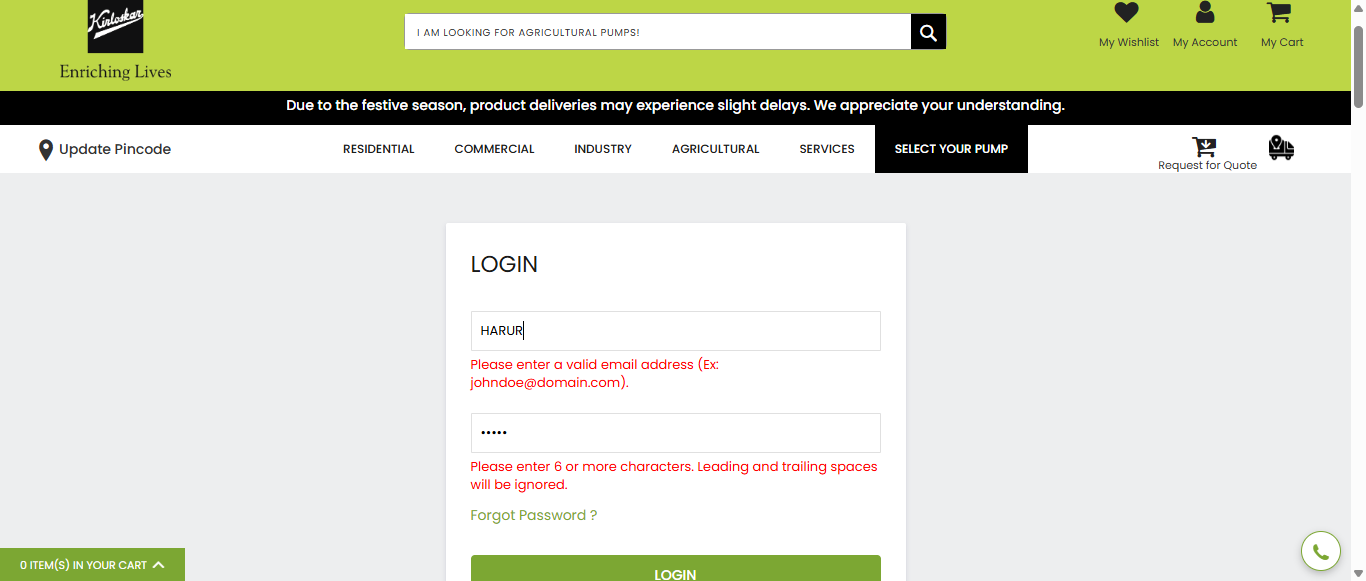 Kirloskar
Enriching Lives
I AM LOOKING FOR AGRICULTURAL PUMPS!
My Wishlist
My Account
My Cart
Due to the festive season, product deliveries may experience slight delays. We appreciate your understanding.
Update Pincode
RESIDENTIAL
COMMERCIAL
INDUSTRY
AGRICULTURAL
SERVICES
SELECT YOUR PUMP
Request for Quote
LOGIN
HARUR
Please enter a valid email address (Ex:
johndoe@domain.com).
•••••
Please enter 6 or more characters. Leading and trailing spaces
will be ignored.
Forgot Password ?
LOGIN
0 ITEM(S) IN YOUR CART